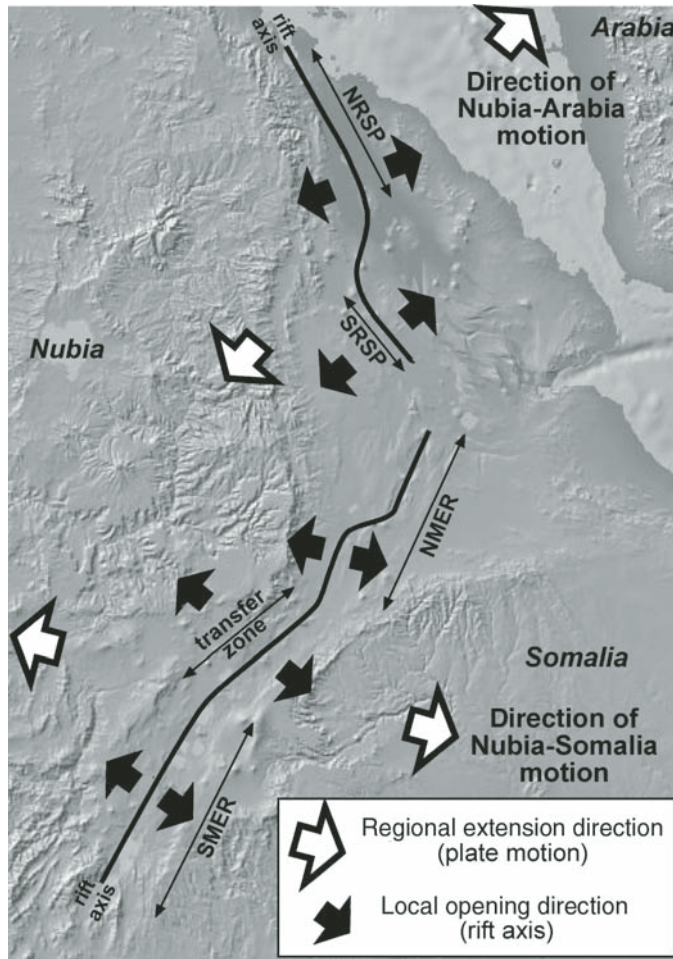 rift
axis
Arabia
Direction of
Nubia-Arabia
motion
NRSP
SRSP
Nubia
NMER
transfer
zone
Somalia
Direction of
Nubia-Somalia
motion
SMER
rift
axis
Regional extension direction
(plate motion)
Local opening direction
(rift axis)